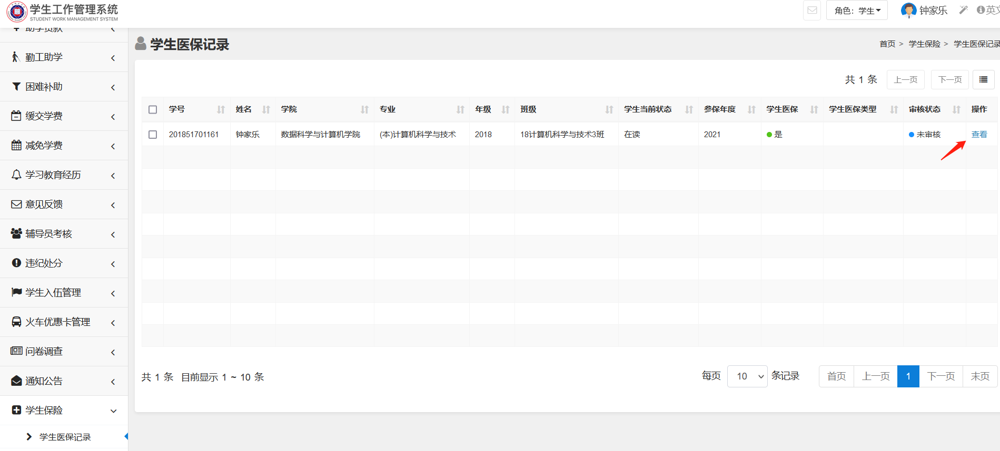 学生工作管理系统
STUDENT WORK MANAGEMENT SYSTEM
角色：学生
钟家乐
英文
助学贷款
勤工助学
困难补助
缓交学费
减免学费
学习教育经历
意见反馈
辅导员考核
违纪处分
学生入伍管理
火车优惠卡管理
问卷调查
通知公告
学生保险
学生医保记录
学生医保记录
首页 > 学生保险 > 学生医保记录
共 1 条 上一页 下一页
学号 姓名 学院 专业 年级 班级 学生当前状态 参保年度 学生医保 学生医保类型 审核状态 操作
201851701161 钟家乐 数据科学与计算机学院 (本)计算机科学与技术 2018 18计算机科学与技术3班 在读 2021 是 未审核 查看
共 1 条 目前显示 1 ~ 10 条
每页 10 条记录
首页 上一页 1 下一页 末页